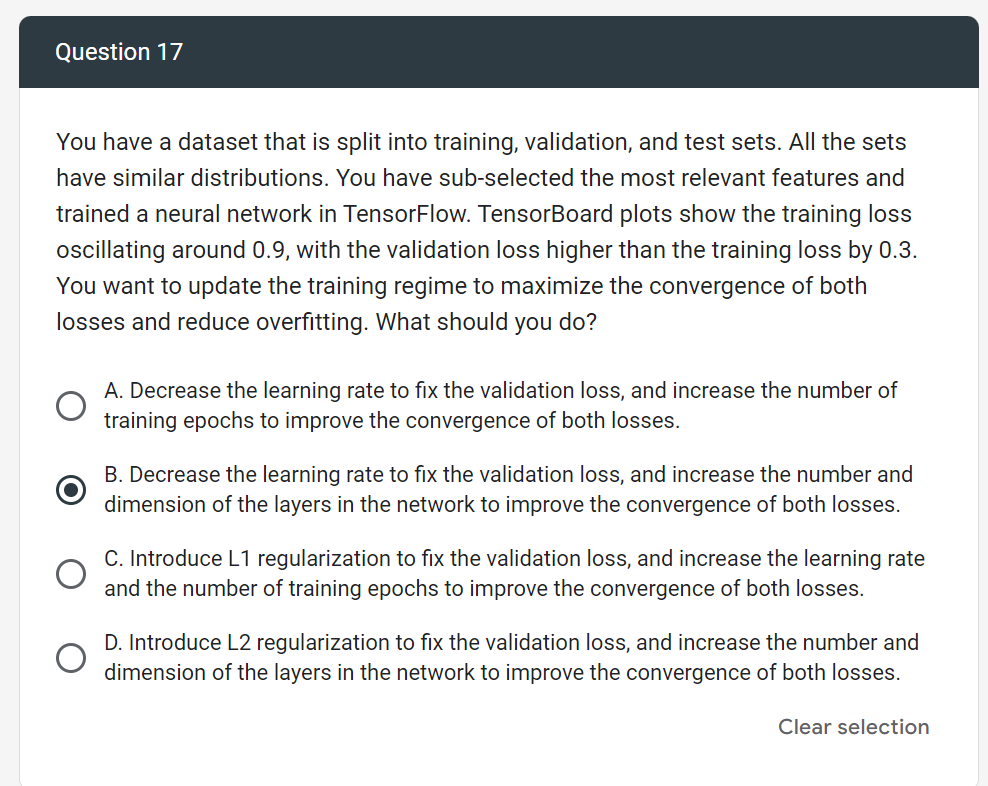 Question 17
You have a dataset that is split into training, validation, and test sets. All the sets
have similar distributions. You have sub-selected the most relevant features and
trained a neural network in TensorFlow. TensorBoard plots show the training loss
oscillating around 0.9, with the validation loss higher than the training loss by 0.3.
You want to update the training regime to maximize the convergence of both
losses and reduce overfitting. What should you do?
A. Decrease the learning rate to fix the validation loss, and increase the number of
training epochs to improve the convergence of both losses.
B. Decrease the learning rate to fix the validation loss, and increase the number and
dimension of the layers in the network to improve the convergence of both losses.
C. Introduce L1 regularization to fix the validation loss, and increase the learning rate
and the number of training epochs to improve the convergence of both losses.
D. Introduce L2 regularization to fix the validation loss, and increase the number and
dimension of the layers in the network to improve the convergence of both losses.
Clear selection